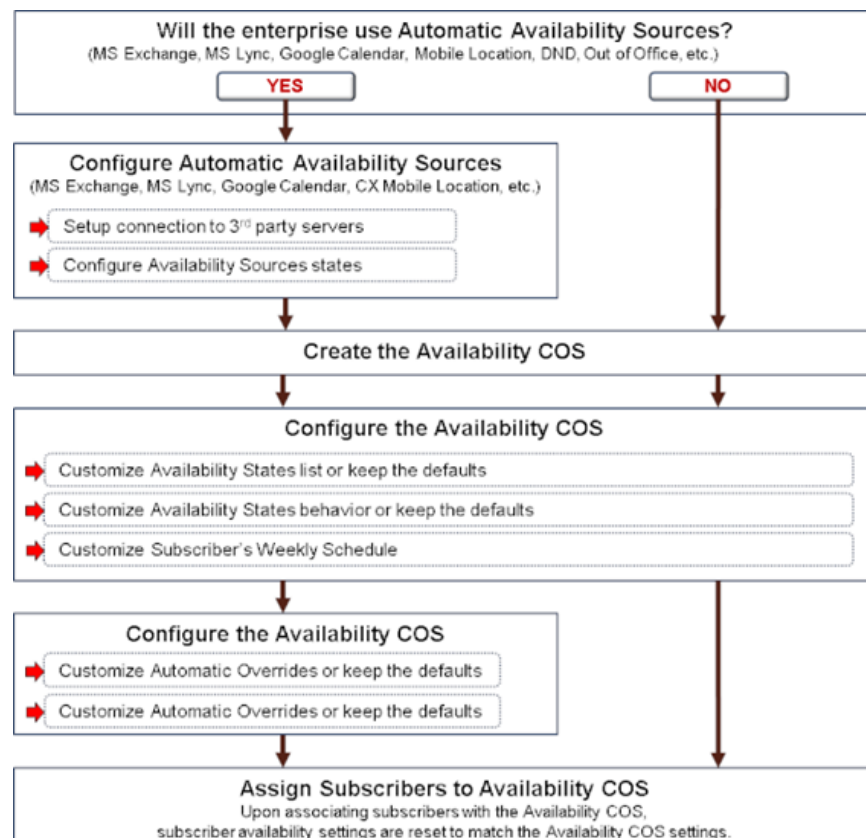 Will the enterprise use Automatic Availability Sources?
(MS Exchange, MS Lync, Google Calendar, Mobile Location, DND, Out of Office, etc.)
YES
NO
Configure Automatic Availability Sources
(MS Exchange, MS Lync, Google Calendar, CX Mobile Location, etc.)
Setup connection to 3rd party servers
Configure Availability Sources states
Create the Availability COS
Configure the Availability COS
Customize Availability States list or keep the defaults
Customize Availability States behavior or keep the defaults
Customize Subscriber's Weekly Schedule
Configure the Availability COS
Customize Automatic Overrides or keep the defaults
Customize Automatic Overrides or keep the defaults
Assign Subscribers to Availability COS
Upon associating subscribers with the Availability COS,
subscriber availability settings are reset to match the Availability COS settings.